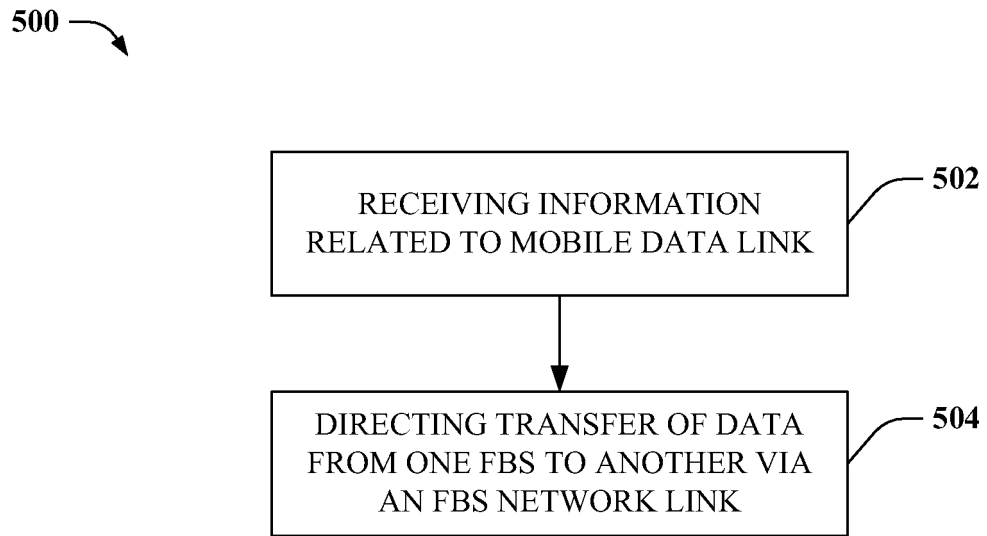 500
RECEIVING INFORMATION
RELATED TO MOBILE DATA LINK
502
DIRECTING TRANSFER OF DATA
FROM ONE FBS TO ANOTHER VIA
AN FBS NETWORK LINK
504